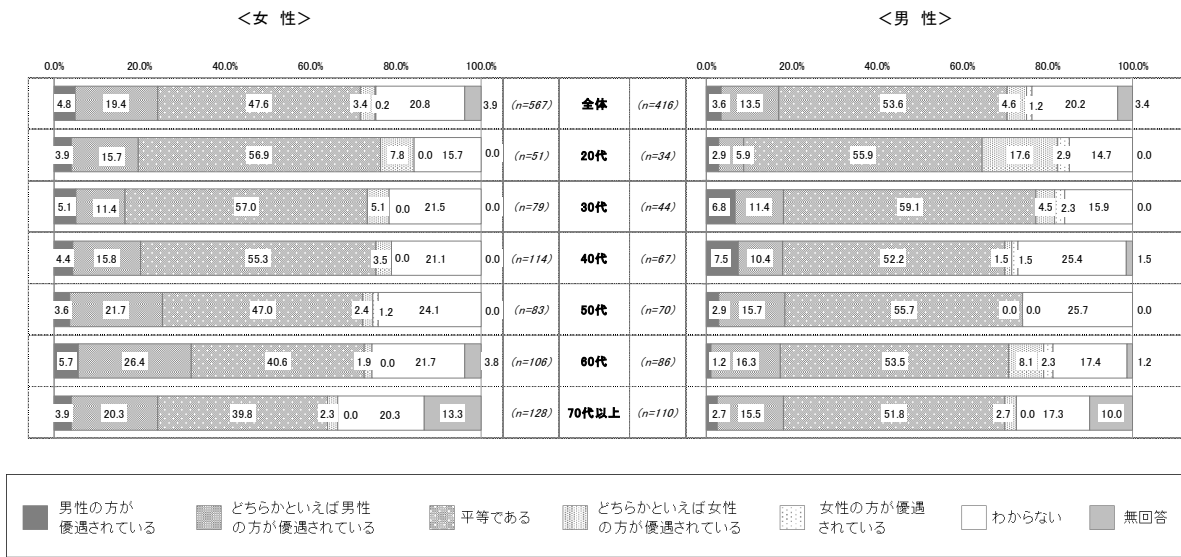 ＜女 性＞ ＜男 性＞
0.0% 20.0% 40.0% 60.0% 80.0% 100.0% 0.0% 20.0% 40.0% 60.0% 80.0% 100.0%
4.8 19.4 47.6 3.4 0.2 20.8 3.9 (n=567) 全体 (n=416) 3.6 13.5 53.6 4.6 1.2 20.2 3.4
3.9 15.7 56.9 7.8 0.0 15.7 0.0 (n=51) 20代 (n=34) 2.9 5.9 55.9 17.6 2.9 14.7 0.0
5.1 11.4 57.0 5.1 0.0 21.5 0.0 (n=79) 30代 (n=44) 6.8 11.4 59.1 4.5 2.3 15.9 0.0
4.4 15.8 55.3 3.5 0.0 21.1 0.0 (n=114) 40代 (n=67) 7.5 10.4 52.2 1.5 1.5 25.4 1.5
3.6 21.7 47.0 2.4 1.2 24.1 0.0 (n=83) 50代 (n=70) 2.9 15.7 55.7 0.0 0.0 25.7 0.0
5.7 26.4 40.6 1.9 0.0 21.7 3.8 (n=106) 60代 (n=86) 1.2 16.3 53.5 8.1 2.3 17.4 1.2
3.9 20.3 39.8 2.3 0.0 20.3 13.3 (n=128) 70代以上 (n=110) 2.7 15.5 51.8 2.7 0.0 17.3 10.0
男性の方が
優遇されている
どちらかといえば男性
の方が優遇されている
平等である
どちらかといえば女性
の方が優遇されている
女性の方が優遇
されている
わからない
無回答